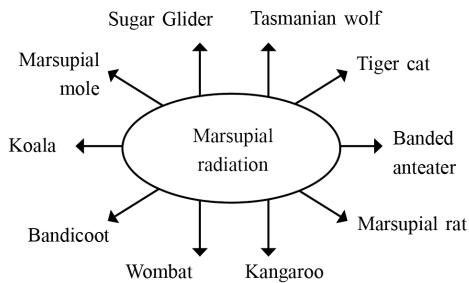 Sugar Glider
Tasmanian wolf
Marsupial
mole
Tiger cat
Koala
Marsupial
radiation
Banded
anteater
Bandicoot
Marsupial rat
Wombat
Kangaroo